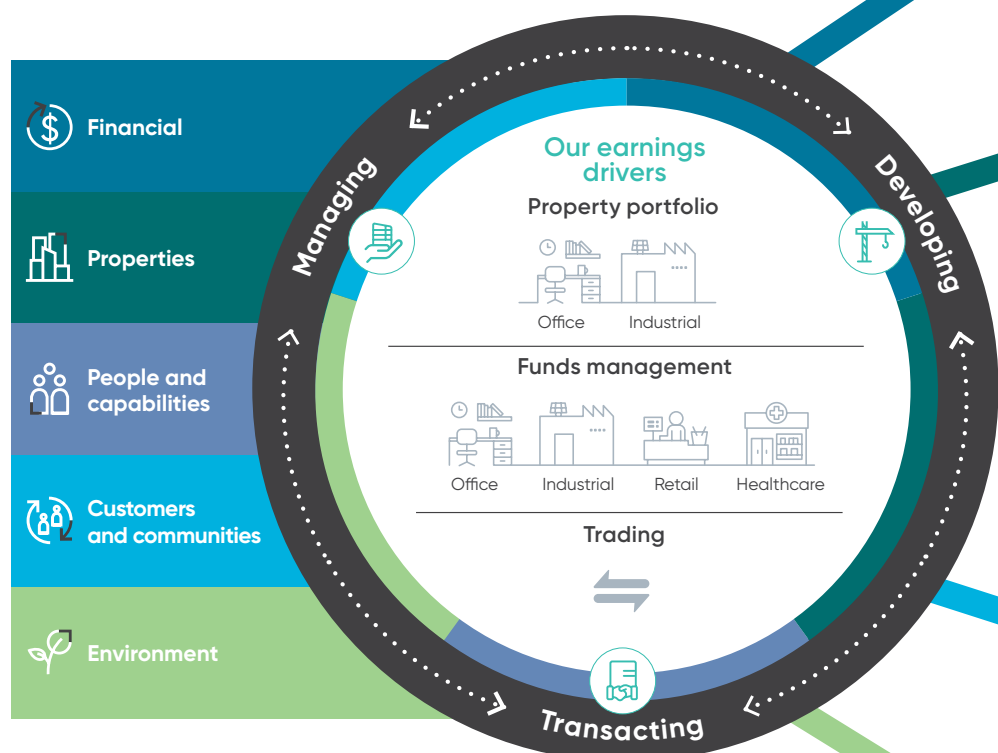 Financial
Properties
People and
capabilities
Customers
and communities
Environment
Managing
Developing
Transacting
Our earnings
drivers
Property portfolio
Office
Industrial
Funds management
Office
Industrial
Retail
Healthcare
Trading